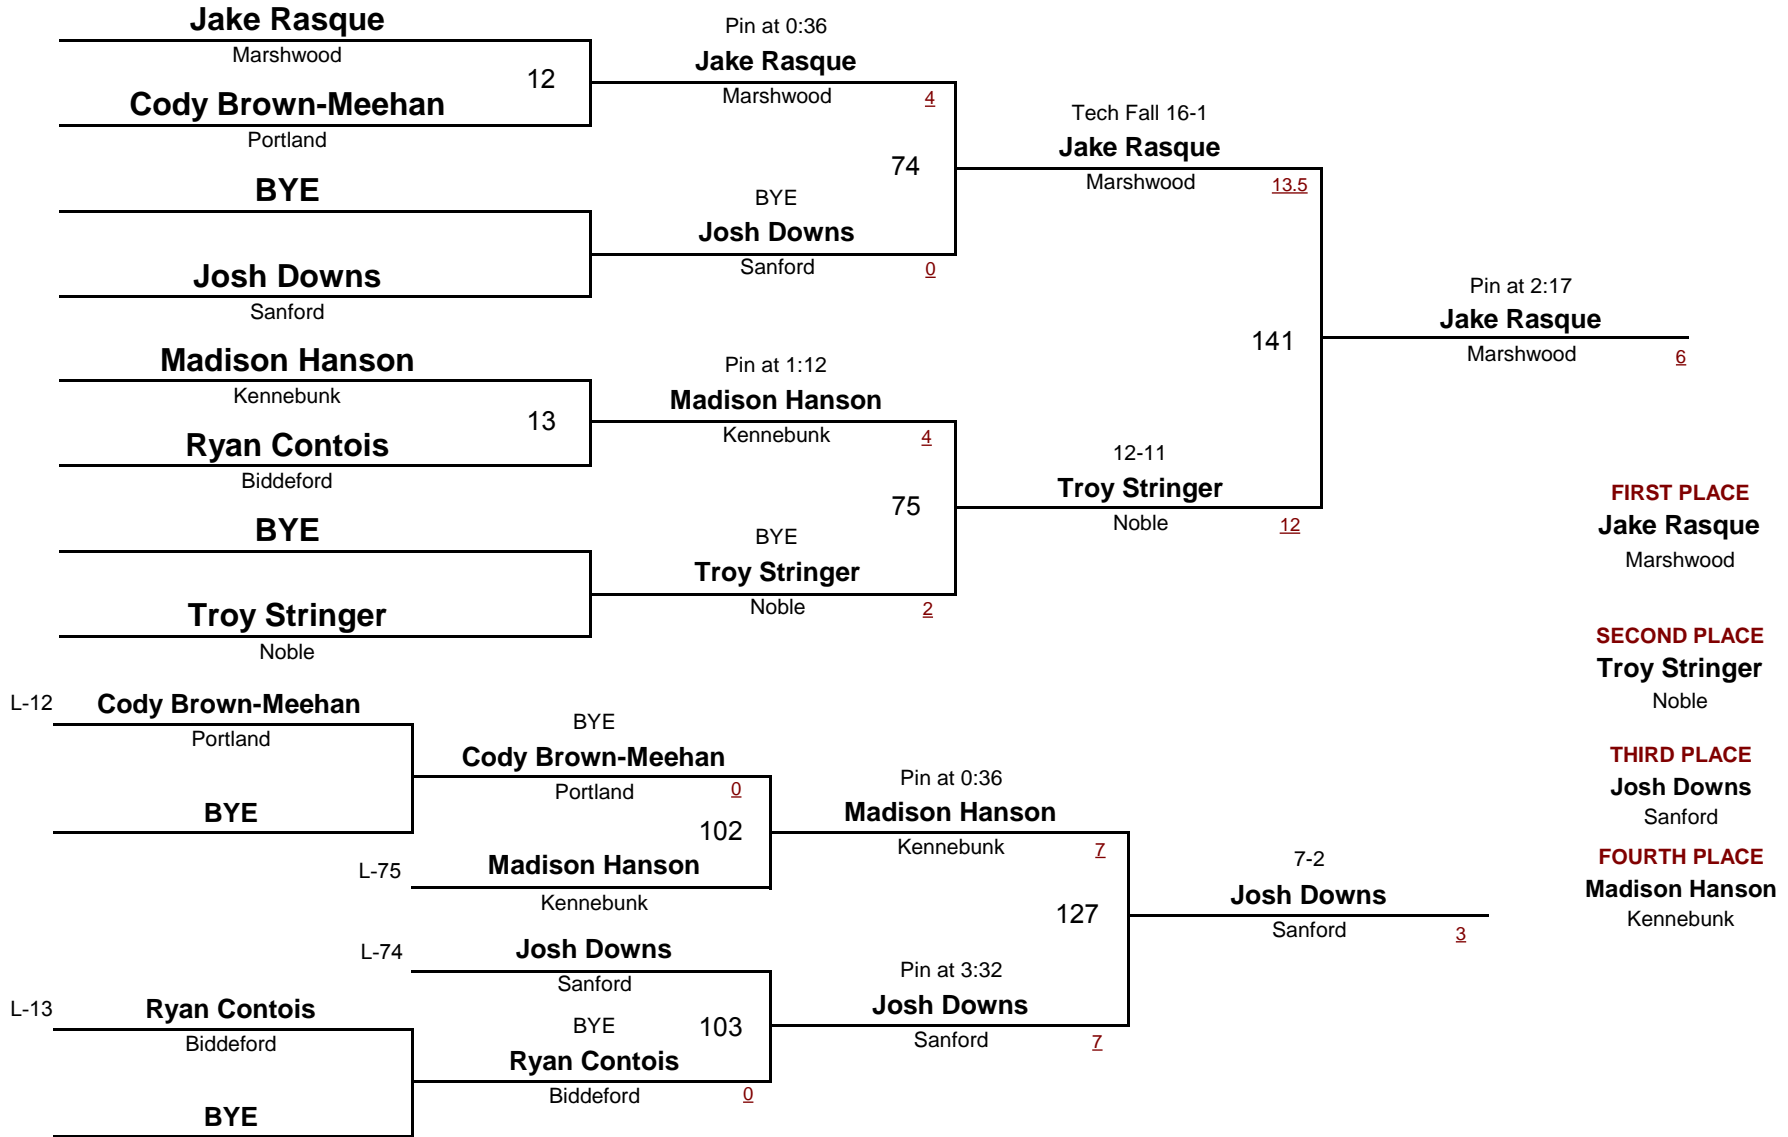 Jake Rasque
Marshwood
12
Cody Brown-Meehan
Portland
BYE
Josh Downs
Sanford
Madison Hanson
Kennebunk
13
Ryan Contois
Biddeford
BYE
Troy Stringer
Noble
Pin at 0:36
Jake Rasque
Marshwood 4
74
BYE
Josh Downs
Sanford 0
Pin at 1:12
Madison Hanson
Kennebunk 4
75
BYE
Troy Stringer
Noble 2
Tech Fall 16-1
Jake Rasque
Marshwood 13.5
141
12-11
Troy Stringer
Noble 12
Pin at 2:17
Jake Rasque
Marshwood 6
FIRST PLACE
Jake Rasque
Marshwood
SECOND PLACE
Troy Stringer
Noble
THIRD PLACE
Josh Downs
Sanford
FOURTH PLACE
Madison Hanson
Kennebunk
L-12 Cody Brown-Meehan
Portland
BYE
L-13 Ryan Contois
Biddeford
BYE
BYE
Cody Brown-Meehan
Portland 0
102
L-75 Madison Hanson
Kennebunk
L-74 Josh Downs
Sanford
BYE 103
Ryan Contois
Biddeford 0
Pin at 0:36
Madison Hanson
Kennebunk 7
127
Pin at 3:32
Josh Downs
Sanford 7
7-2
Josh Downs
Sanford 3